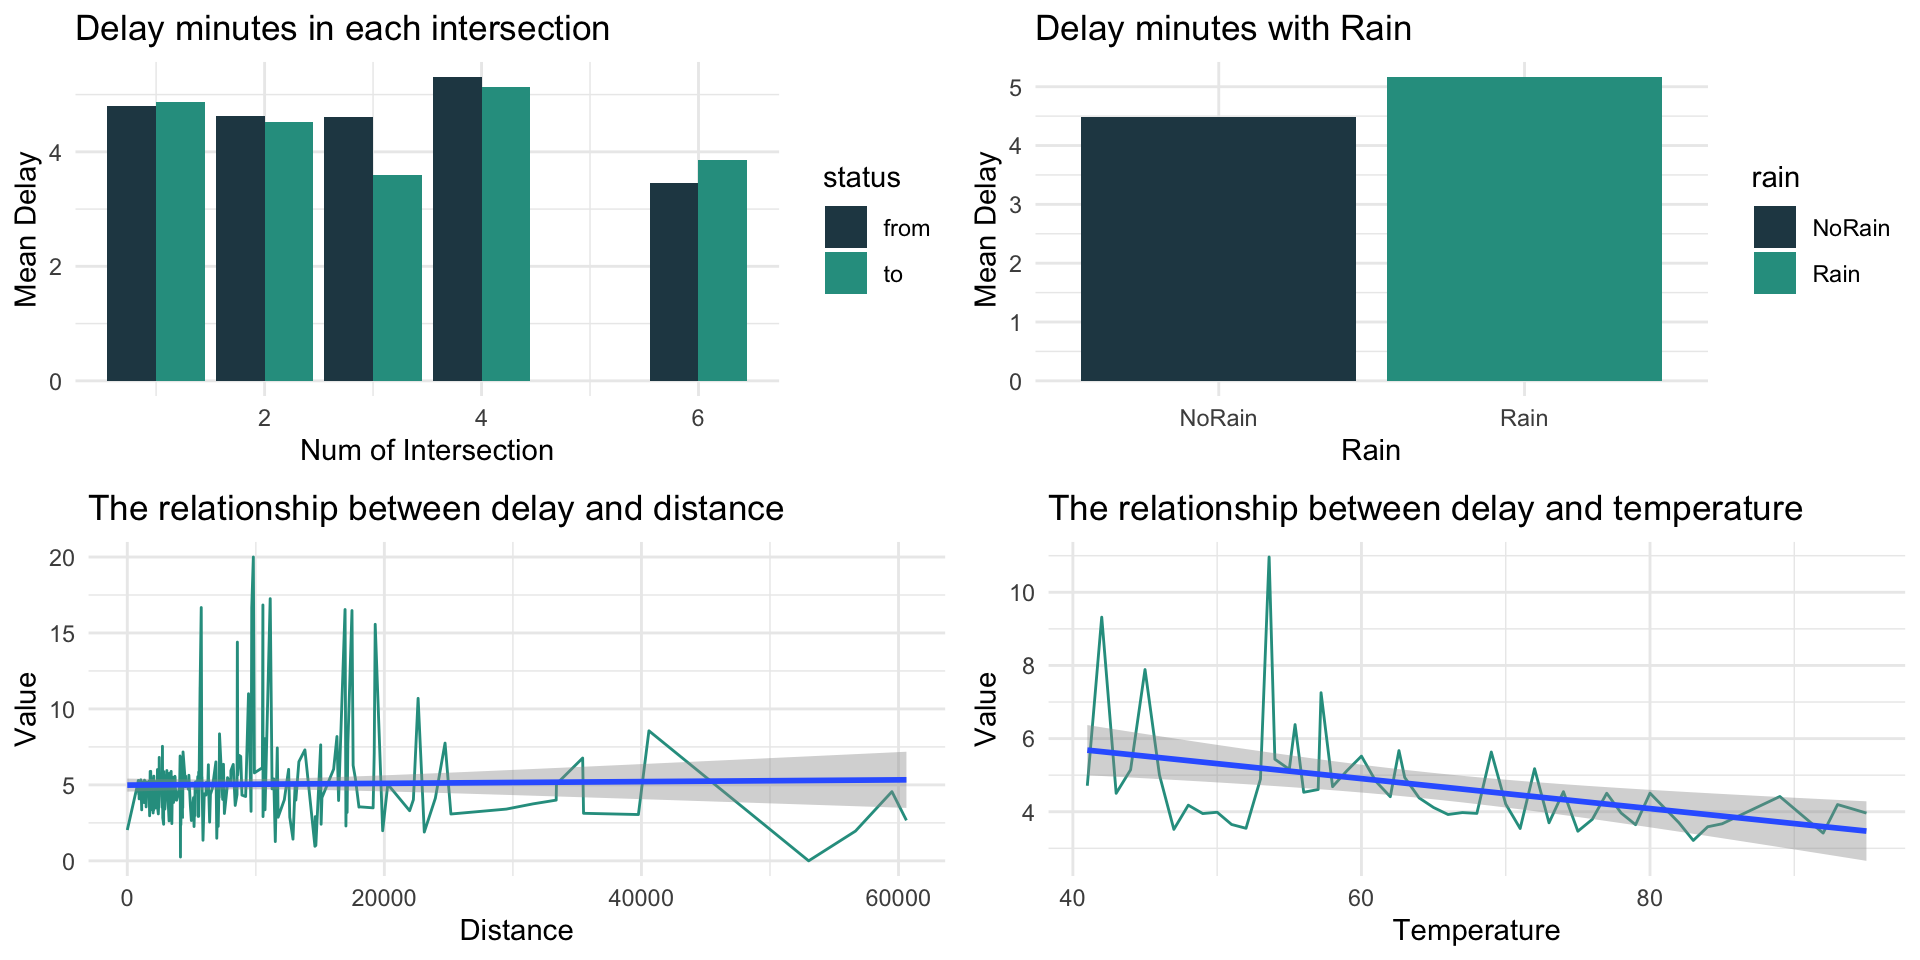 Delay minutes in each intersection
Mean Delay
4
2
0
2
4
6
Num of Intersection
status
from
to
Delay minutes with Rain
Mean Delay
5
4
3
2
1
0
NoRain
Rain
Rain
rain
NoRain
Rain
The relationship between delay and distance
Value
20
15
10
5
0
0
20000
40000
60000
Distance
The relationship between delay and temperature
Value
10
8
6
4
40
60
80
Temperature